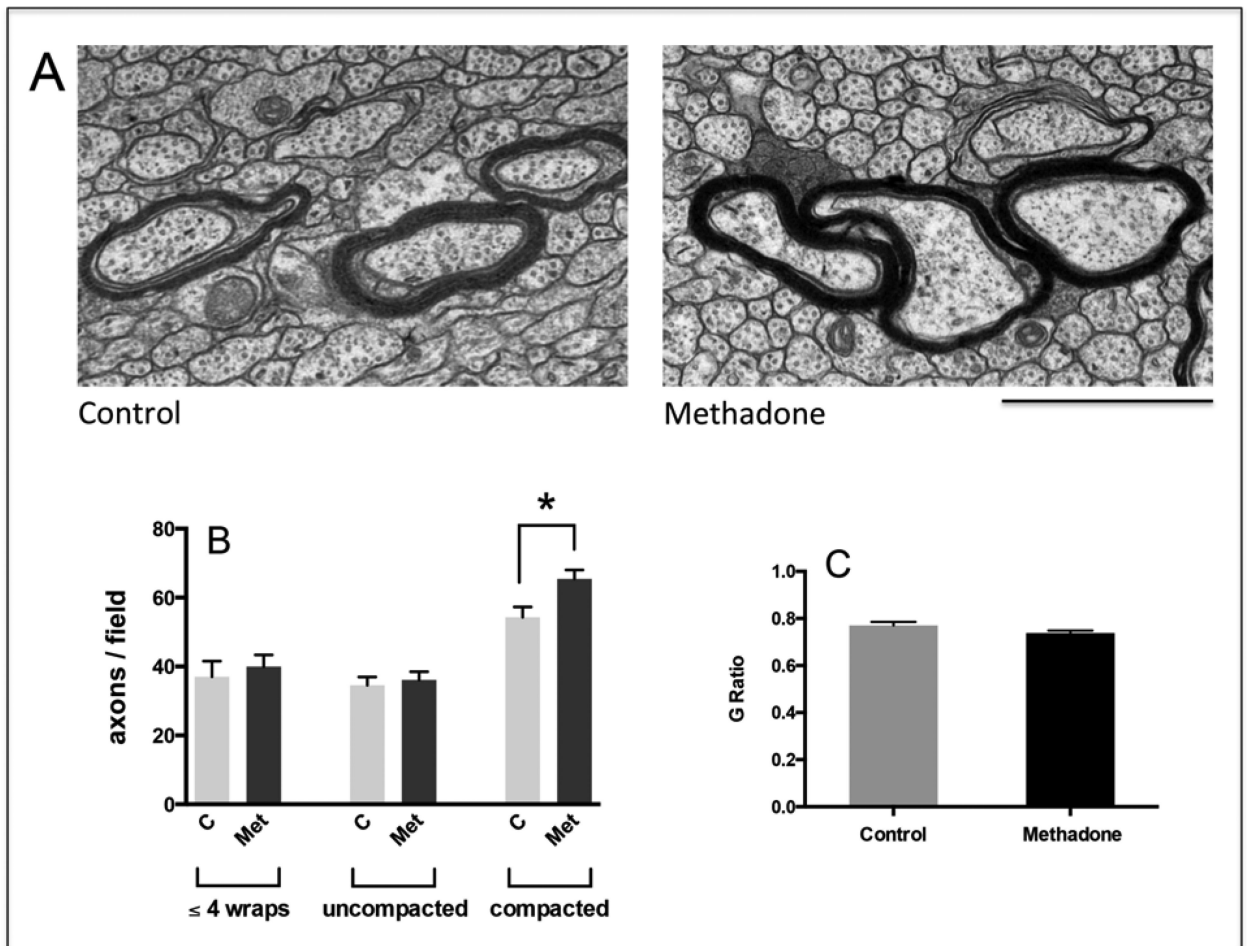 A
Control
Methadone
B
*
axons / field
80
60
40
20
0
C
Met
C
Met
C
Met
≤ 4 wraps
uncompacted
compacted
C
G Ratio
1.0
0.8
0.6
0.4
0.2
0.0
Control
Methadone